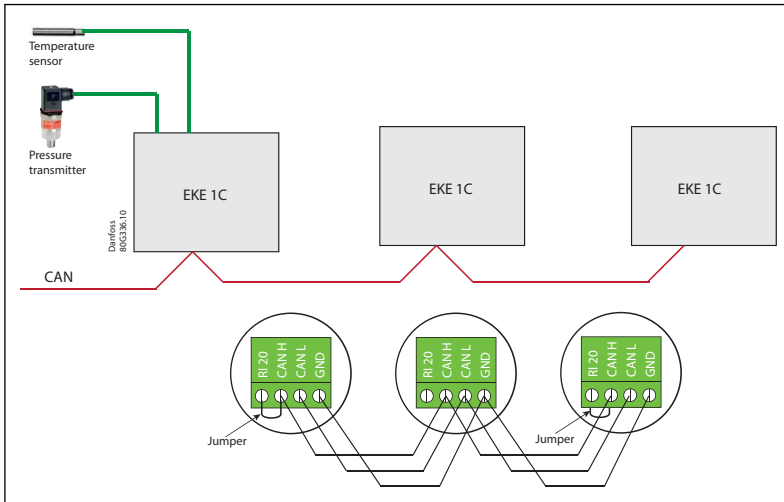 Temperature
sensor
Pressure
transmitter
EKE 1C
EKE 1C
EKE 1C
Danfoss
80G336.10
CAN
RI 20
CAN H
CAN L
GND
RI 20
CAN H
CAN L
GND
RI 20
CAN H
CAN L
GND
Jumper
Jumper